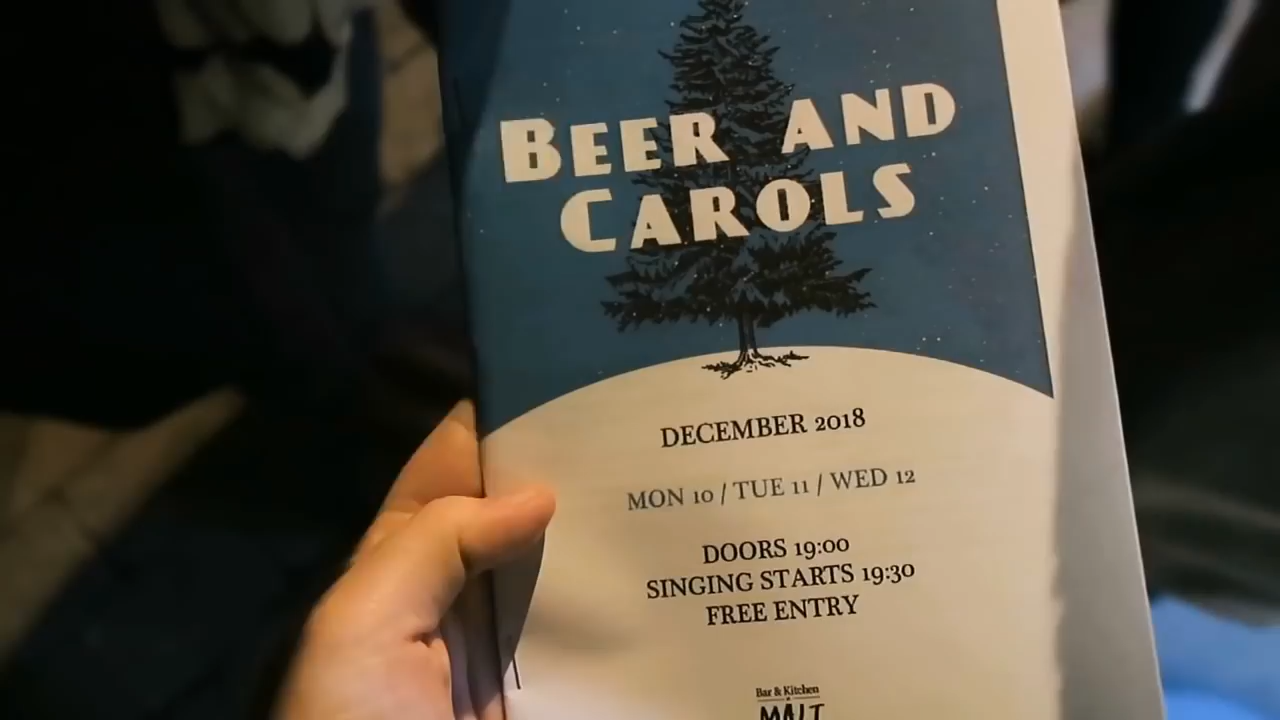 BEER AND
CAROLS
DECEMBER 2018
MON 10 / TUE 11 / WED 12
DOORS 19:00
SINGING STARTS 19:30
FREE ENTRY
Bar & Kitchen
MALT